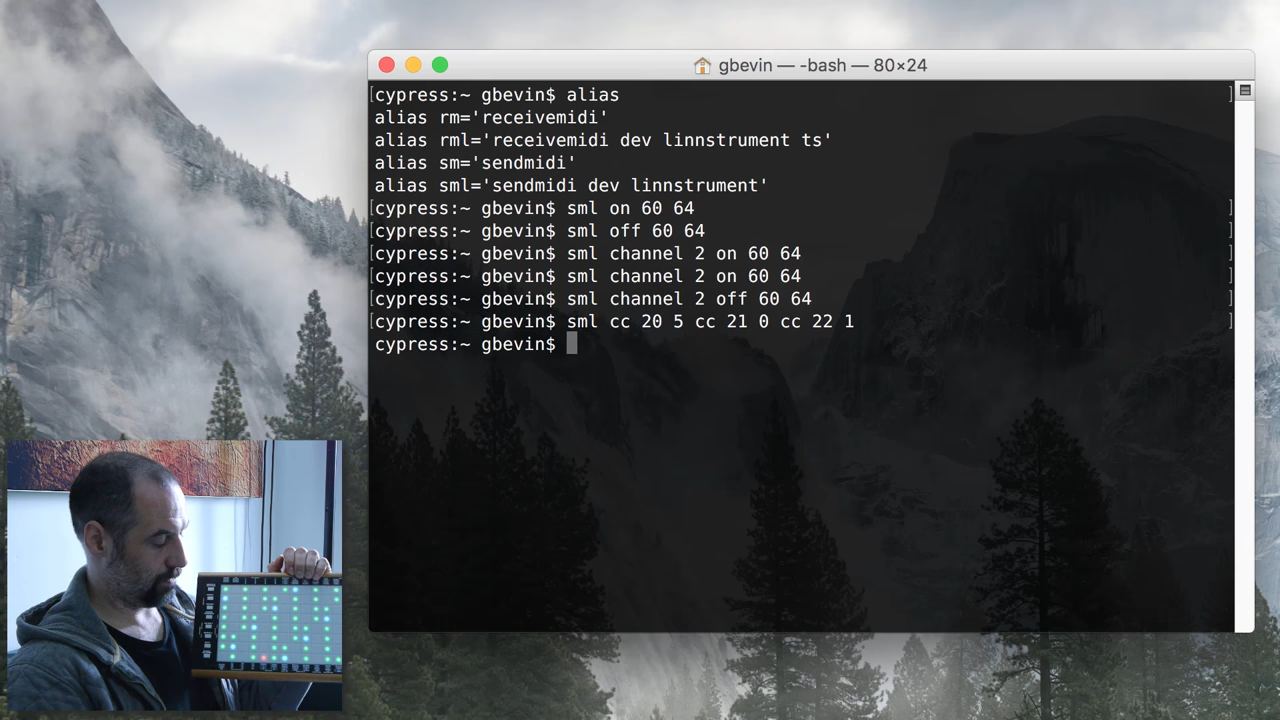 gbevin — -bash — 80×24
[cypress:~ gbevin$ alias ]
alias rm='receivemidi'
alias rml='receivemidi dev linnstrument ts'
alias sm='sendmidi'
alias sml='sendmidi dev linnstrument'
[cypress:~ gbevin$ sml on 60 64 ]
[cypress:~ gbevin$ sml off 60 64 ]
[cypress:~ gbevin$ sml channel 2 on 60 64 ]
[cypress:~ gbevin$ sml channel 2 on 60 64 ]
[cypress:~ gbevin$ sml channel 2 off 60 64 ]
[cypress:~ gbevin$ sml cc 20 5 cc 21 0 cc 22 1 ]
cypress:~ gbevin$